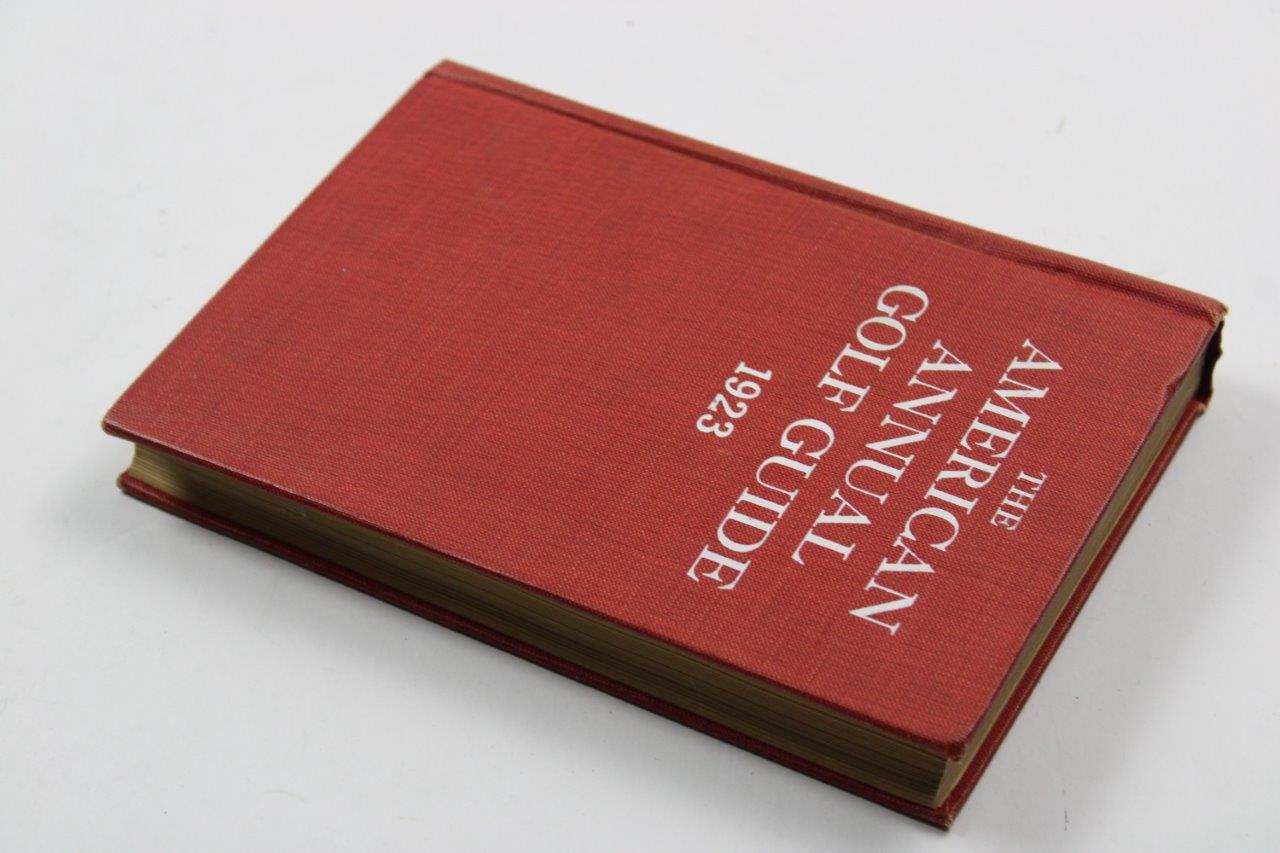 THE
AMERICAN
ANNUAL
GOLF GUIDE
1923